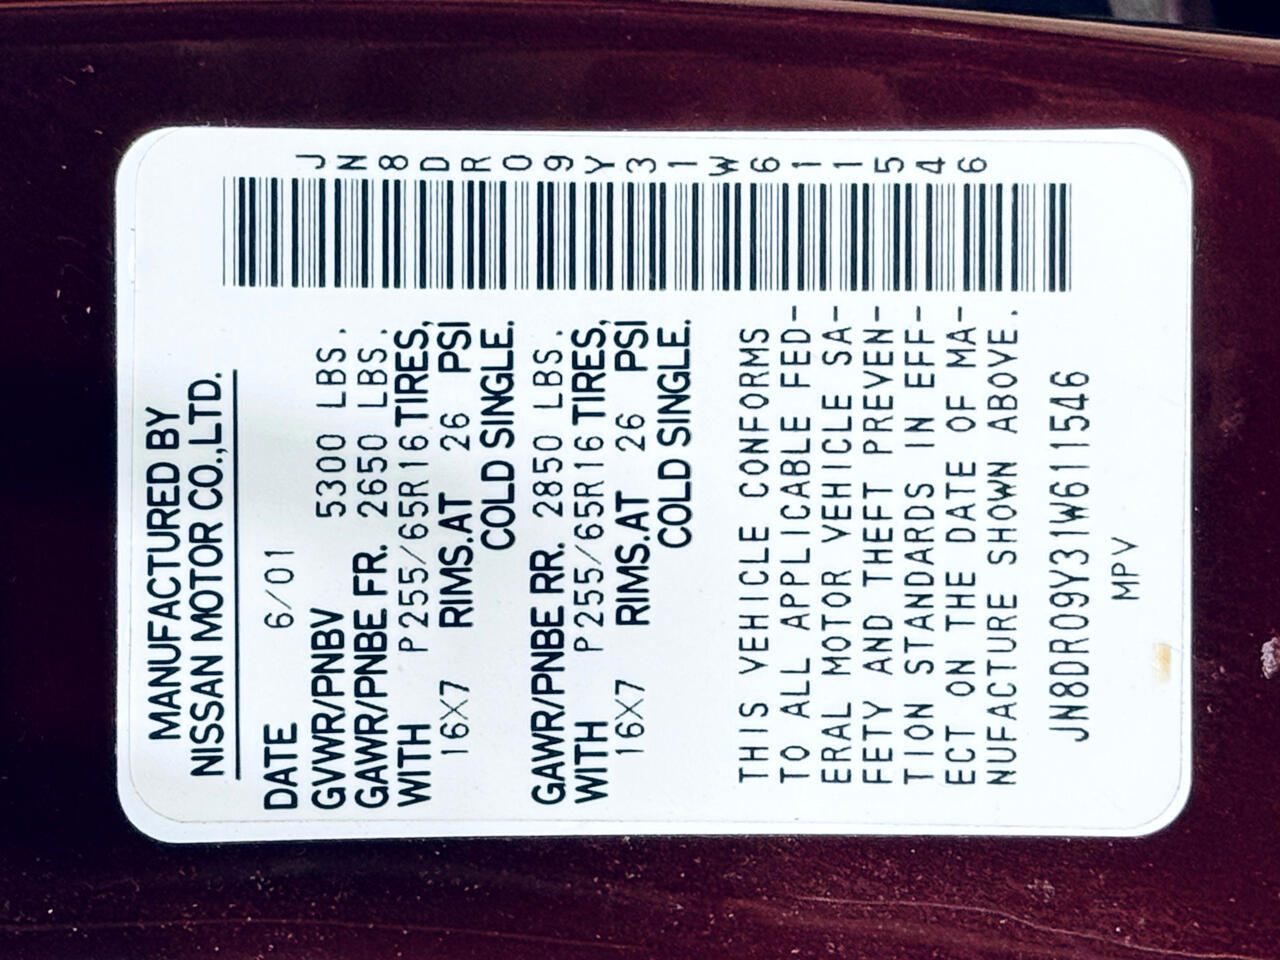 MANUFACTURED BY
NISSAN MOTOR CO.,LTD.
DATE 6/01
GVWR/PNBV 5300 LBS.
GAWR/PNBE FR. 2650 LBS.
WITH P255/65R16 TIRES,
16X7 RIMS.AT 26 PSI
COLD SINGLE.
GAWR/PNBE RR. 2850 LBS.
WITH P255/65R16 TIRES,
16X7 RIMS.AT 26 PSI
COLD SINGLE.
JN8DR09Y31W611546
THIS VEHICLE CONFORMS
TO ALL APPLICABLE FED-
ERAL MOTOR VEHICLE SA-
FETY AND THEFT PREVEN-
TION STANDARDS IN EFF-
ECT ON THE DATE OF MA-
NUFACTURE SHOWN ABOVE.
JN8DR09Y31W611546
MPV